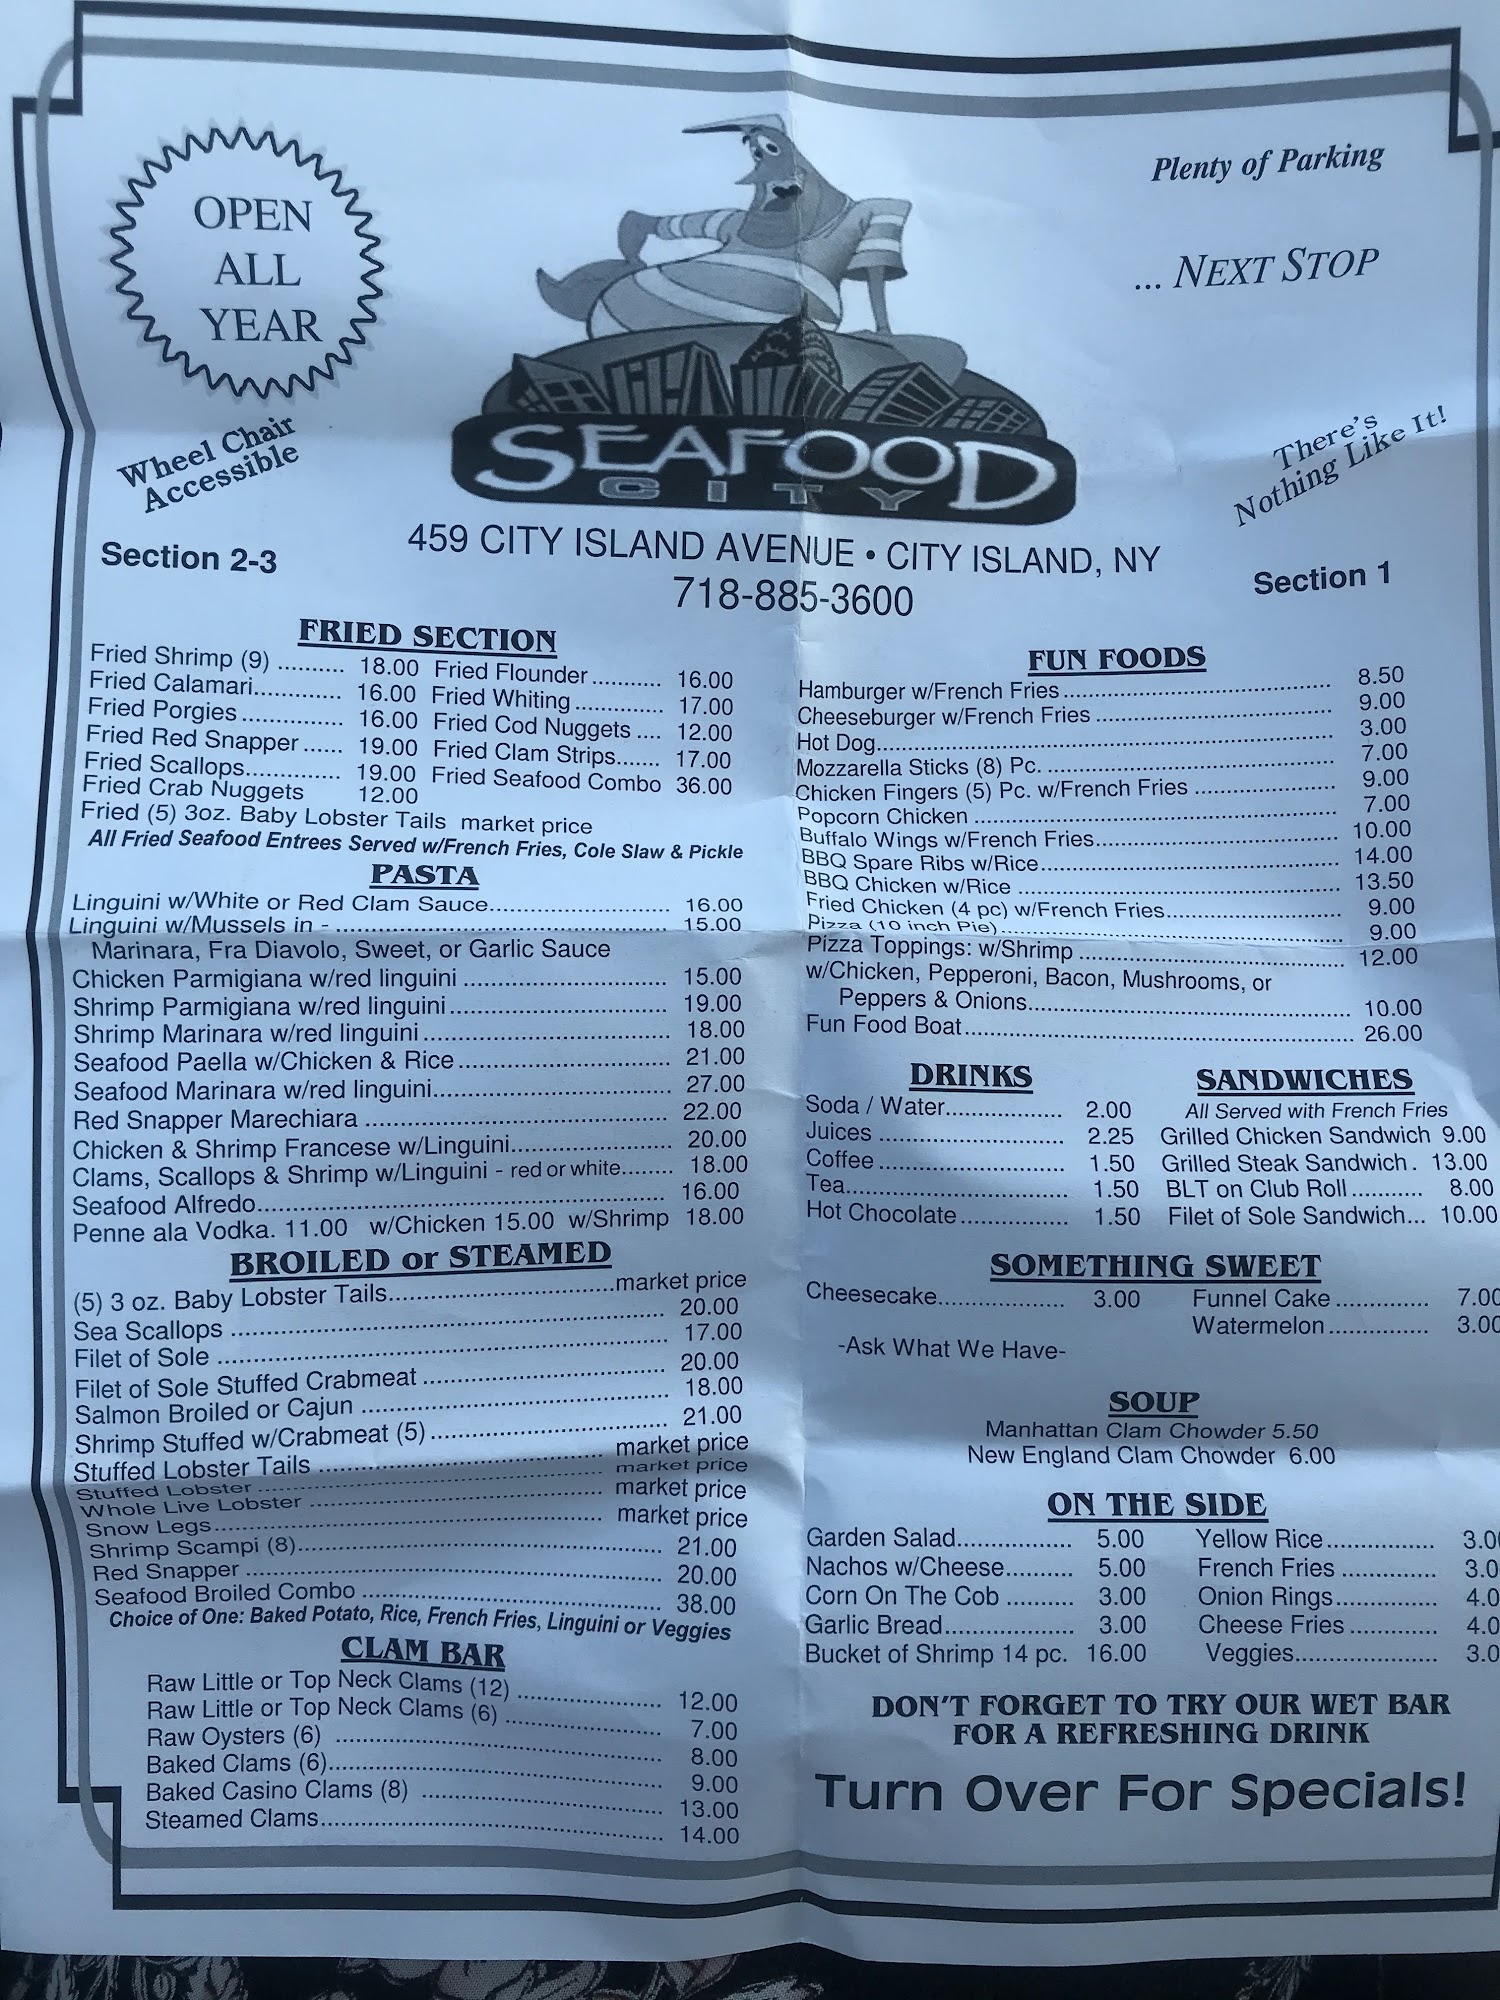 OPEN
ALL
YEAR
Wheel Chair
Accessible
Plenty of Parking
... NEXT STOP
There's
Nothing Like It!
SEAFOOD
CITY
459 CITY ISLAND AVENUE • CITY ISLAND, NY
718-885-3600
Section 2-3
FRIED SECTION
Fried Shrimp (9) .......... 18.00 Fried Flounder ........... 16.00
Fried Calamari............. 16.00 Fried Whiting .............. 17.00
Fried Porgies ............... 16.00 Fried Cod Nuggets .... 12.00
Fried Red Snapper ...... 19.00 Fried Clam Strips....... 17.00
Fried Scallops.............. 19.00 Fried Seafood Combo 36.00
Fried Crab Nuggets 12.00
Fried (5) 3oz. Baby Lobster Tails market price
All Fried Seafood Entrees Served w/French Fries, Cole Slaw & Pickle
PASTA
Linguini w/White or Red Clam Sauce........................... 16.00
Linguini w/Mussels in - ................................................ 15.00
Marinara, Fra Diavolo, Sweet, or Garlic Sauce
Chicken Parmigiana w/red linguini .............................. 15.00
Shrimp Parmigiana w/red linguini ................................ 19.00
Shrimp Marinara w/red linguini .................................... 18.00
Seafood Paella w/Chicken & Rice ............................... 21.00
Seafood Marinara w/red linguini................................... 27.00
Red Snapper Marechiara ............................................. 22.00
Chicken & Shrimp Francese w/Linguini........................ 20.00
Clams, Scallops & Shrimp w/Linguini - red or white........ 18.00
Seafood Alfredo............................................................ 16.00
Penne ala Vodka. 11.00 w/Chicken 15.00 w/Shrimp 18.00
BROILED or STEAMED
(5) 3 oz. Baby Lobster Tails..................................market price
Sea Scallops ................................................................ 20.00
Filet of Sole .................................................................. 17.00
Filet of Sole Stuffed Crabmeat .................................... 20.00
Salmon Broiled or Cajun .............................................. 18.00
Shrimp Stuffed w/Crabmeat (5) ................................... 21.00
Stuffed Lobster Tails .......................................... market price
Stuffed Lobster ................................................... market price
Whole Live Lobster ............................................ market price
Snow Legs.......................................................... market price
Shrimp Scampi (8)....................................................... 21.00
Red Snapper ............................................................... 20.00
Seafood Broiled Combo .............................................. 38.00
Choice of One: Baked Potato, Rice, French Fries, Linguini or Veggies
CLAM BAR
Raw Little or Top Neck Clams (12) ..................... 12.00
Raw Little or Top Neck Clams (6) ....................... 7.00
Raw Oysters (6) ................................................ 8.00
Baked Clams (6)................................................. 9.00
Baked Casino Clams (8) ................................... 13.00
Steamed Clams.................................................. 14.00
Section 1
FUN FOODS
Hamburger w/French Fries ....................................... 8.50
Cheeseburger w/French Fries .................................. 9.00
Hot Dog.................................................................... 3.00
Mozzarella Sticks (8) Pc. .......................................... 7.00
Chicken Fingers (5) Pc. w/French Fries .................... 9.00
Popcorn Chicken ...................................................... 7.00
Buffalo Wings w/French Fries................................... 10.00
BBQ Spare Ribs w/Rice........................................... 14.00
BBQ Chicken w/Rice ............................................... 13.50
Fried Chicken (4 pc) w/French Fries......................... 9.00
Pizza (10 inch Pie)................................................... 9.00
Pizza Toppings: w/Shrimp ....................................... 12.00
w/Chicken, Pepperoni, Bacon, Mushrooms, or
Peppers & Onions................................................ 10.00
Fun Food Boat......................................................... 26.00
DRINKS
Soda / Water................. 2.00
Juices ........................... 2.25
Coffee ........................... 1.50
Tea................................ 1.50
Hot Chocolate................ 1.50
SANDWICHES
All Served with French Fries
Grilled Chicken Sandwich 9.00
Grilled Steak Sandwich . 13.00
BLT on Club Roll ........... 8.00
Filet of Sole Sandwich... 10.00
SOMETHING SWEET
Cheesecake................... 3.00 Funnel Cake .............. 7.00
Watermelon ............... 3.00
-Ask What We Have-
SOUP
Manhattan Clam Chowder 5.50
New England Clam Chowder 6.00
ON THE SIDE
Garden Salad................. 5.00 Yellow Rice................ 3.0
Nachos w/Cheese.......... 5.00 French Fries .............. 3.0
Corn On The Cob .......... 3.00 Onion Rings............... 4.0
Garlic Bread................... 3.00 Cheese Fries ............. 4.0
Bucket of Shrimp 14 pc. 16.00 Veggies..................... 3.0
DON'T FORGET TO TRY OUR WET BAR
FOR A REFRESHING DRINK
Turn Over For Specials!